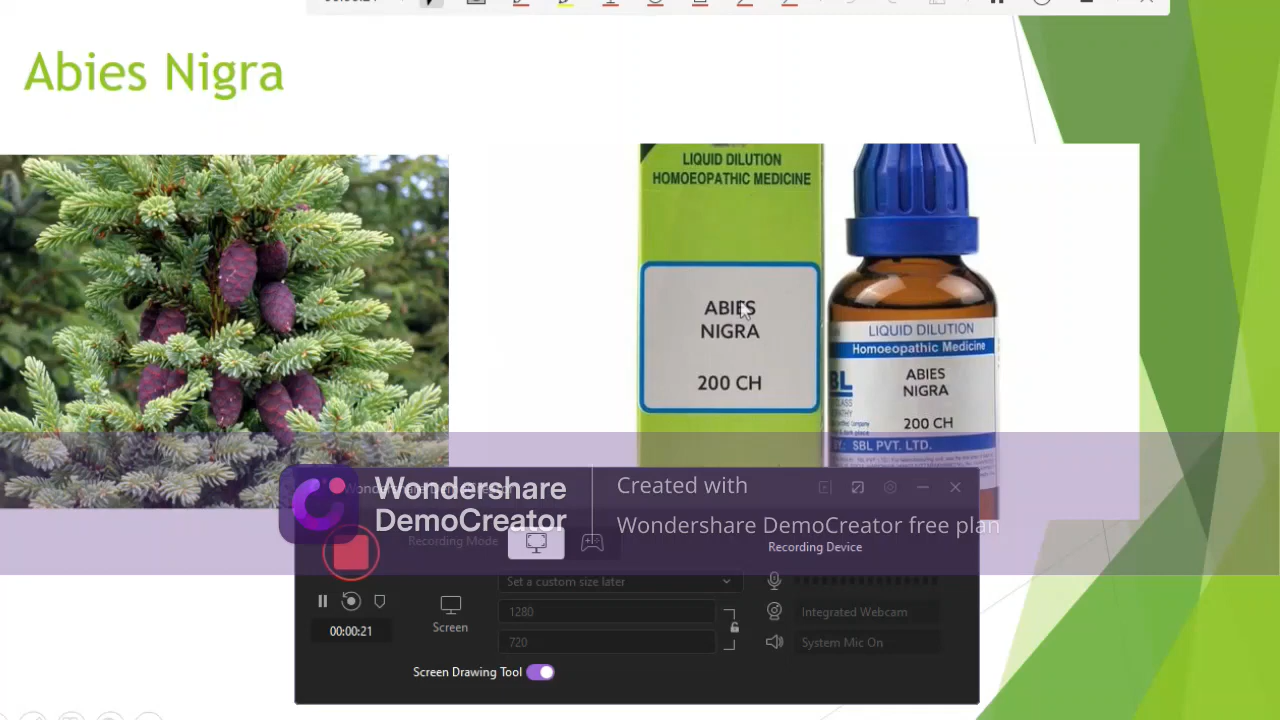 Abies Nigra
LIQUID DILUTION
HOMOEOPATHIC MEDICINE
ABIES
NIGRA
200 CH
LIQUID DILUTION
Homoeopathic Medicine
ABIES
NIGRA
200 CH
SBL PVT. LTD.
Wondershare
DemoCreator
Created with
Wondershare DemoCreator free plan
Recording Mode
Recording Device
Set a custom size later
1280
720
Screen
00:00:21
Integrated Webcam
System Mic On
Screen Drawing Tool